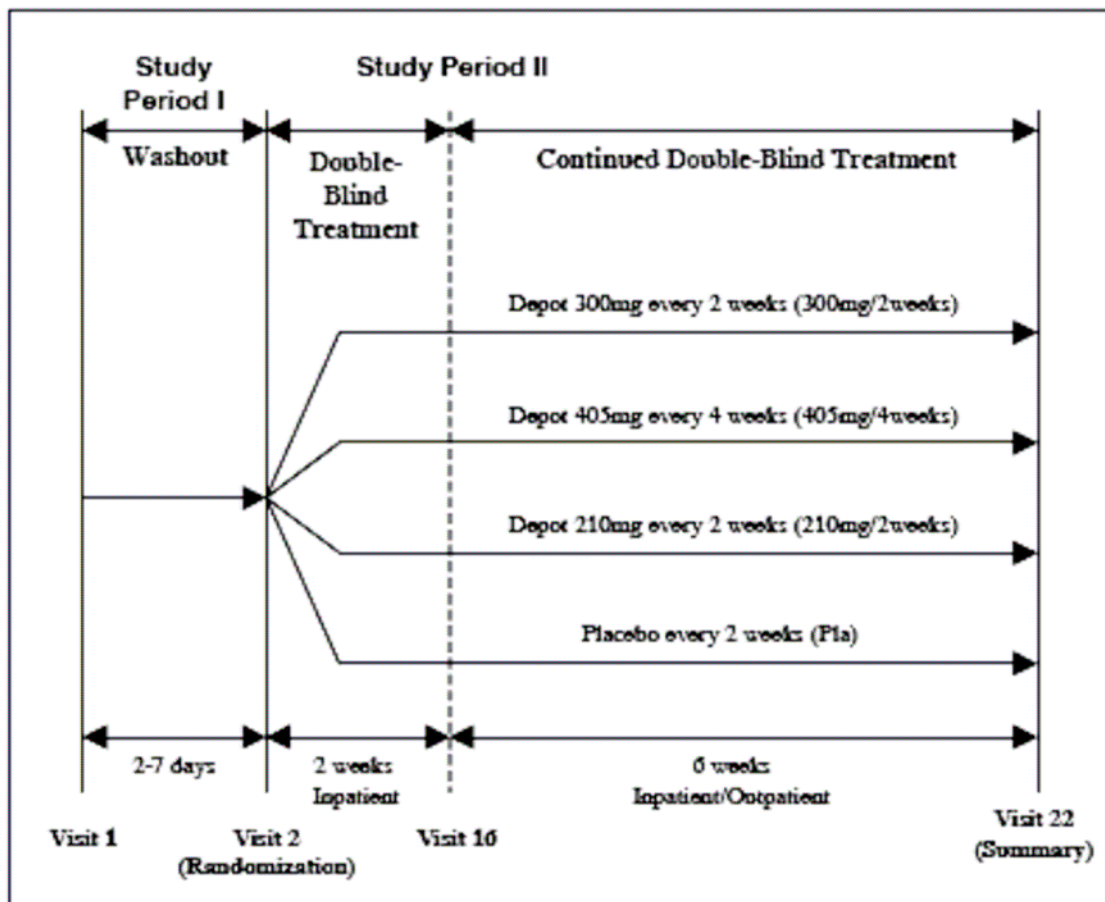 Study
Period I
Study Period II
Washout
Double-
Blind
Treatment
Continued Double-Blind Treatment
Depot 300mg every 2 weeks (300mg/2weeks)
Depot 405mg every 4 weeks (405mg/4weeks)
Depot 210mg every 2 weeks (210mg/2weeks)
Placebo every 2 weeks (Pla)
2-7 days
2 weeks
Inpatient
6 weeks
Inpatient/Outpatient
Visit 1
Visit 2
(Randomization)
Visit 16
Visit 22
(Summary)